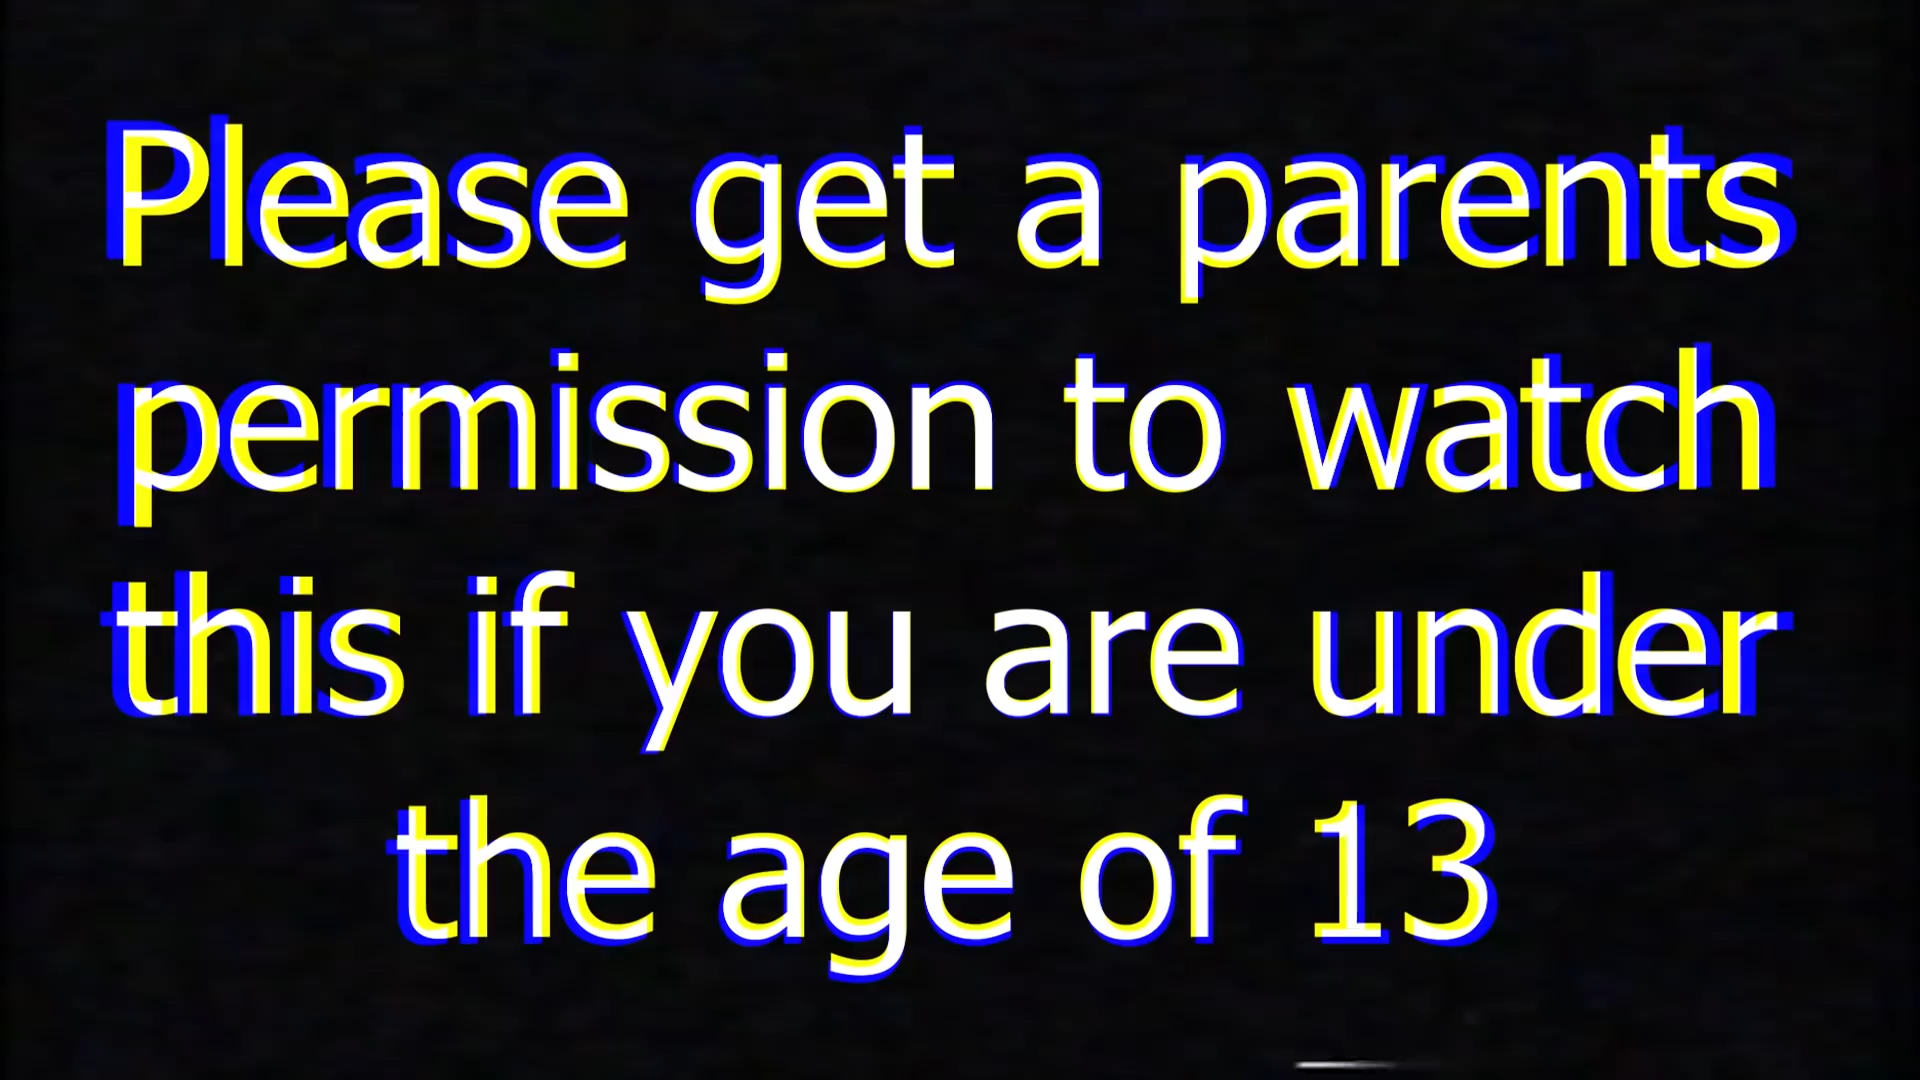 Please get a parents
permission to watch
this if you are under
the age of 13